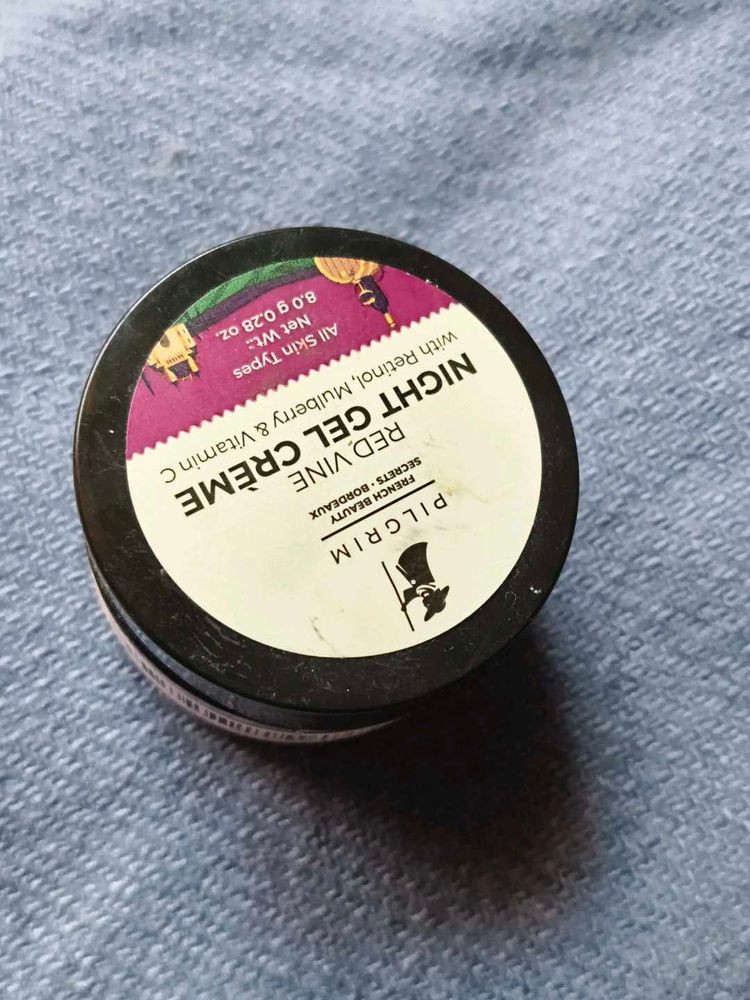 PILGRIM
FRENCH BEAUTY
SECRETS • BORDEAUX
RED VINE
NIGHT GEL CRÈME
with Retinol, Mulberry & Vitamin C
All Skin Types
Net Wt.:
8.0 g 0.28 oz.